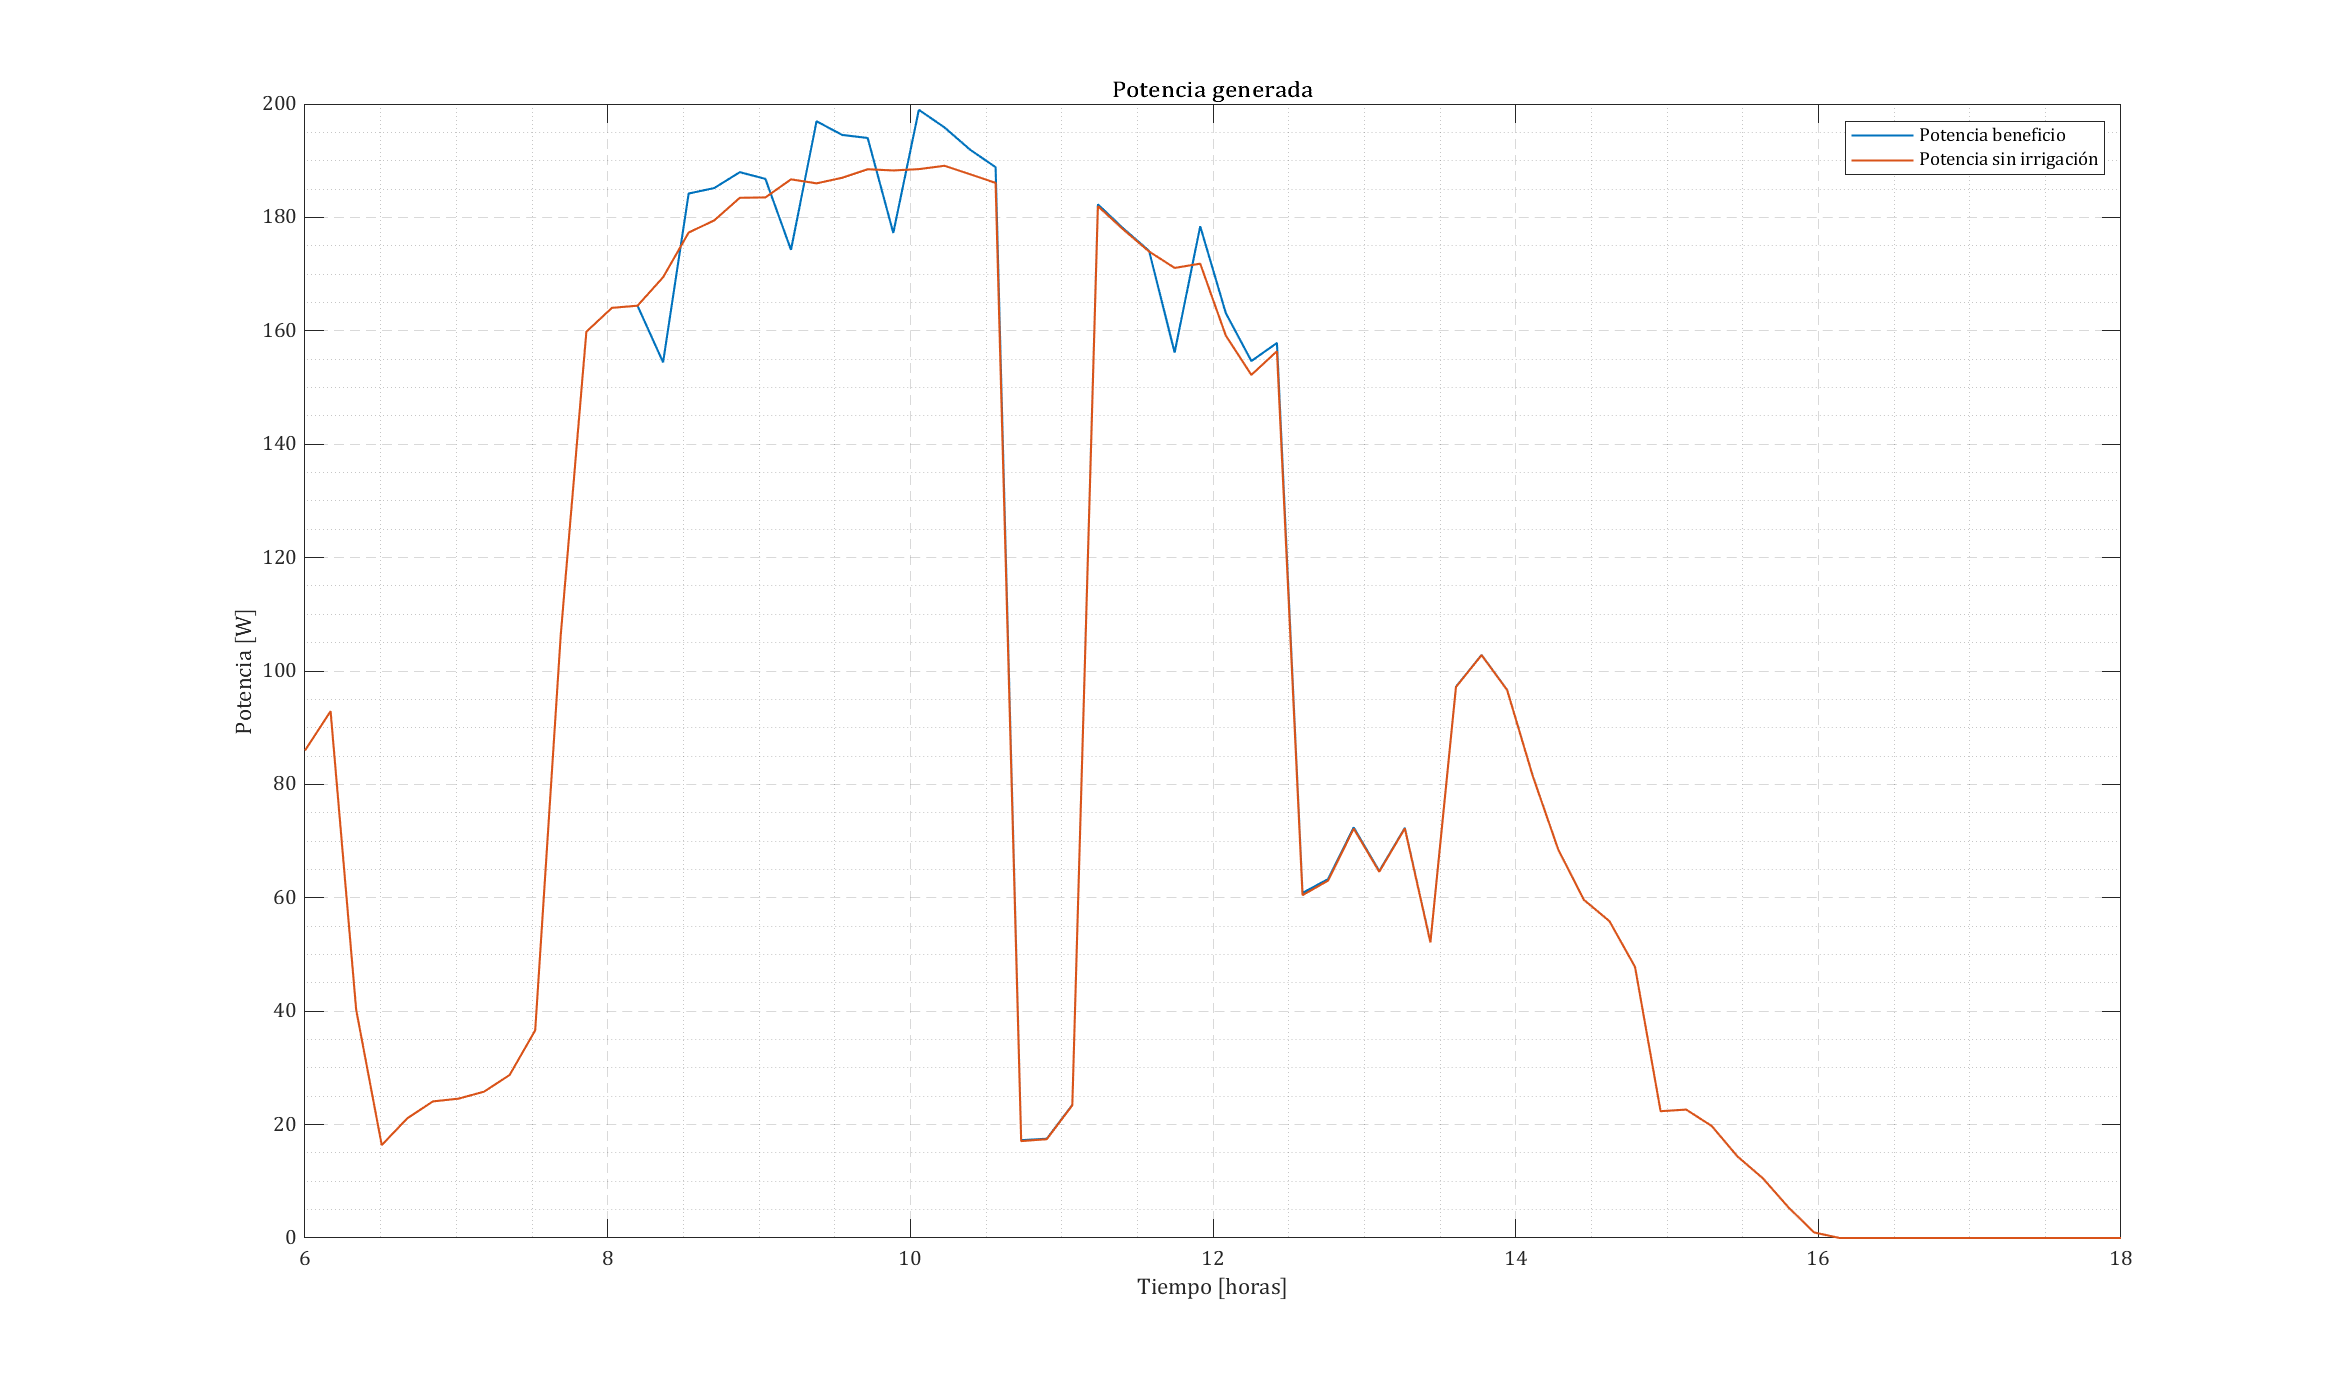 Potencia generada
200
180
160
140
120
100
80
60
40
20
0
Potencia [W]
Potencia beneficio
Potencia sin irrigación
6 8 10 12 14 16 18
Tiempo [horas]